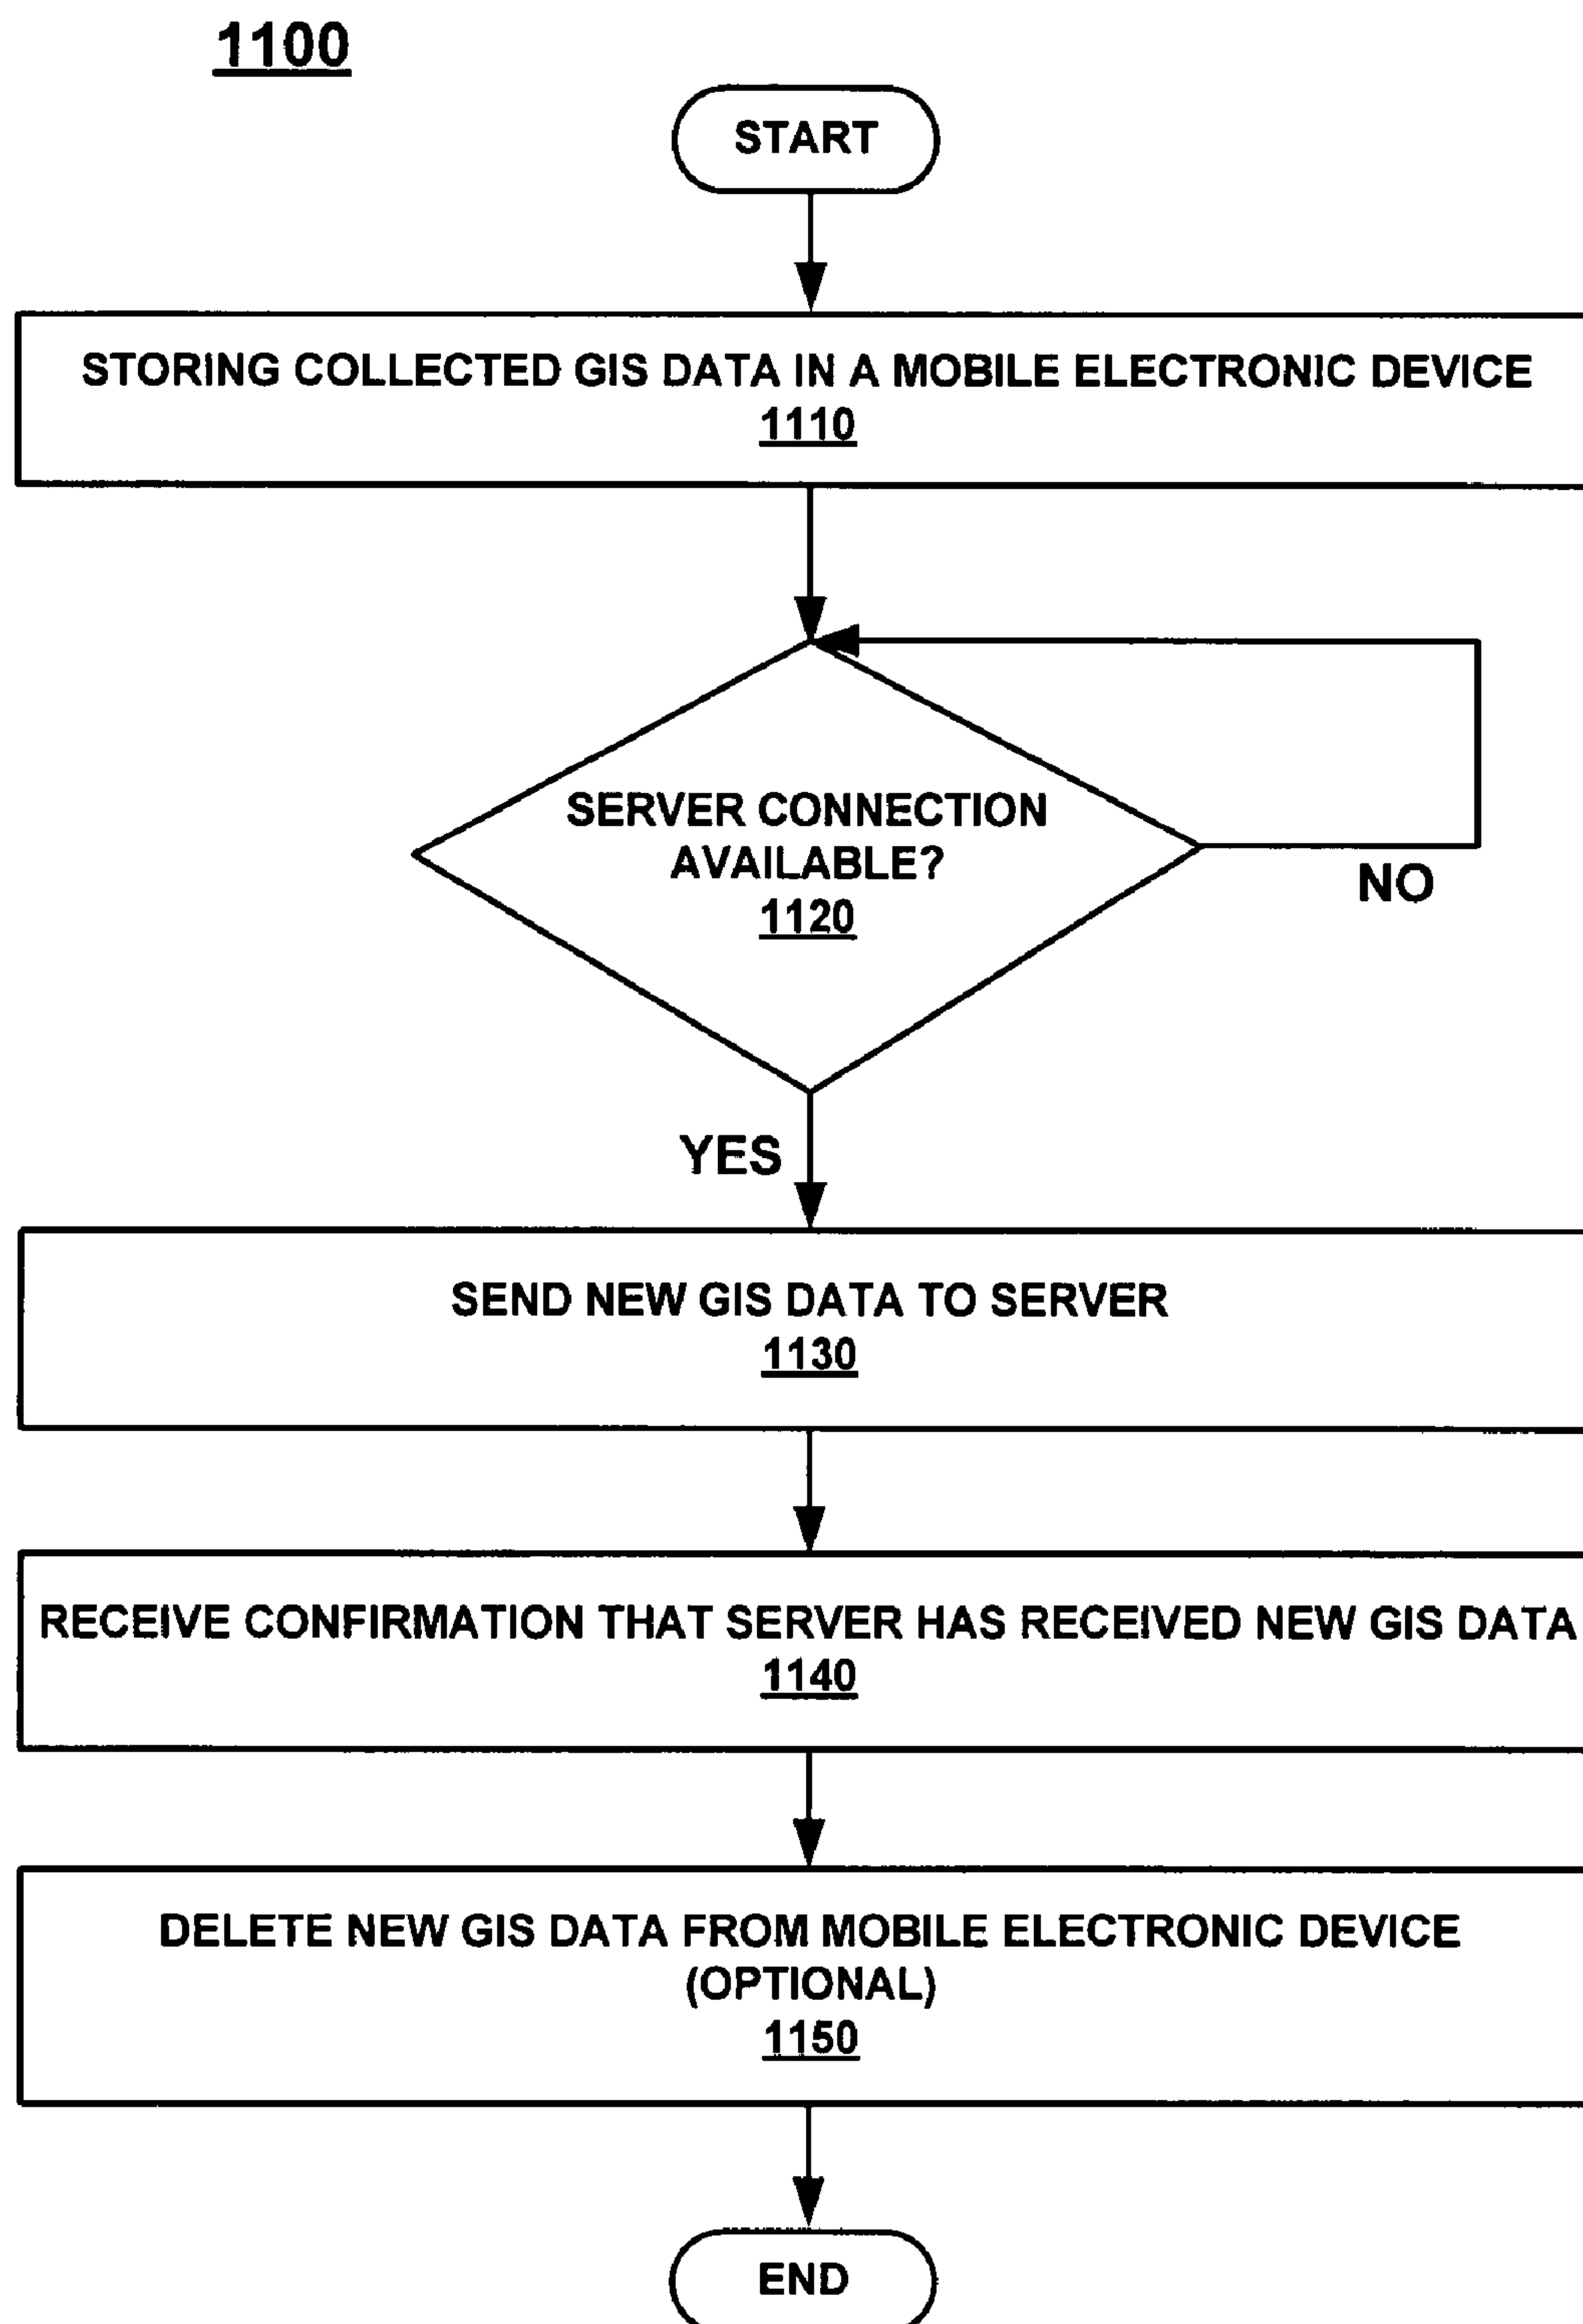 1100
START
STORING COLLECTED GIS DATA IN A MOBILE ELECTRONIC DEVICE
1110
SERVER CONNECTION
AVAILABLE?
1120
NO
YES
SEND NEW GIS DATA TO SERVER
1130
RECEIVE CONFIRMATION THAT SERVER HAS RECEIVED NEW GIS DATA
1140
DELETE NEW GIS DATA FROM MOBILE ELECTRONIC DEVICE
(OPTIONAL)
1150
END